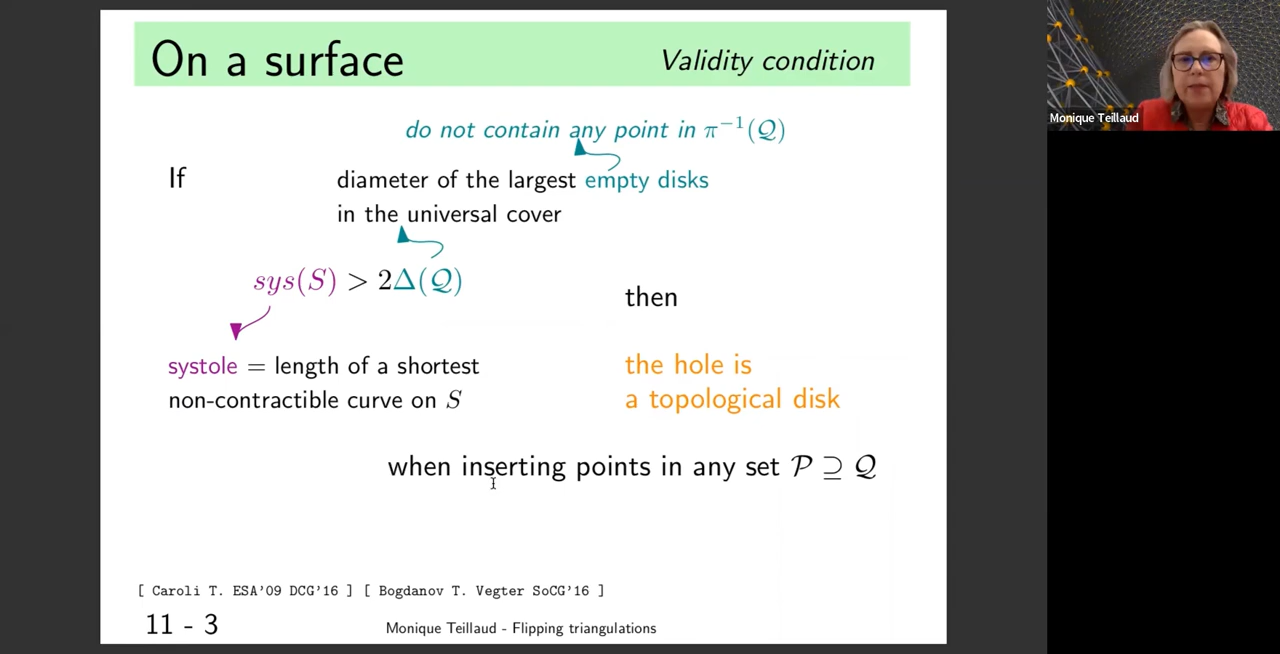 On a surface
Validity condition
do not contain any point in π⁻¹(𝒬)
If
diameter of the largest empty disks
in the universal cover
sys(S) > 2Δ(𝒬)
then
systole = length of a shortest
non-contractible curve on S
the hole is
a topological disk
when inserting points in any set 𝒫 ⊇ 𝒬
[ Caroli T. ESA'09 DCG'16 ] [ Bogdanov T. Vegter SoCG'16 ]
11 - 3
Monique Teillaud - Flipping triangulations
Monique Teillaud